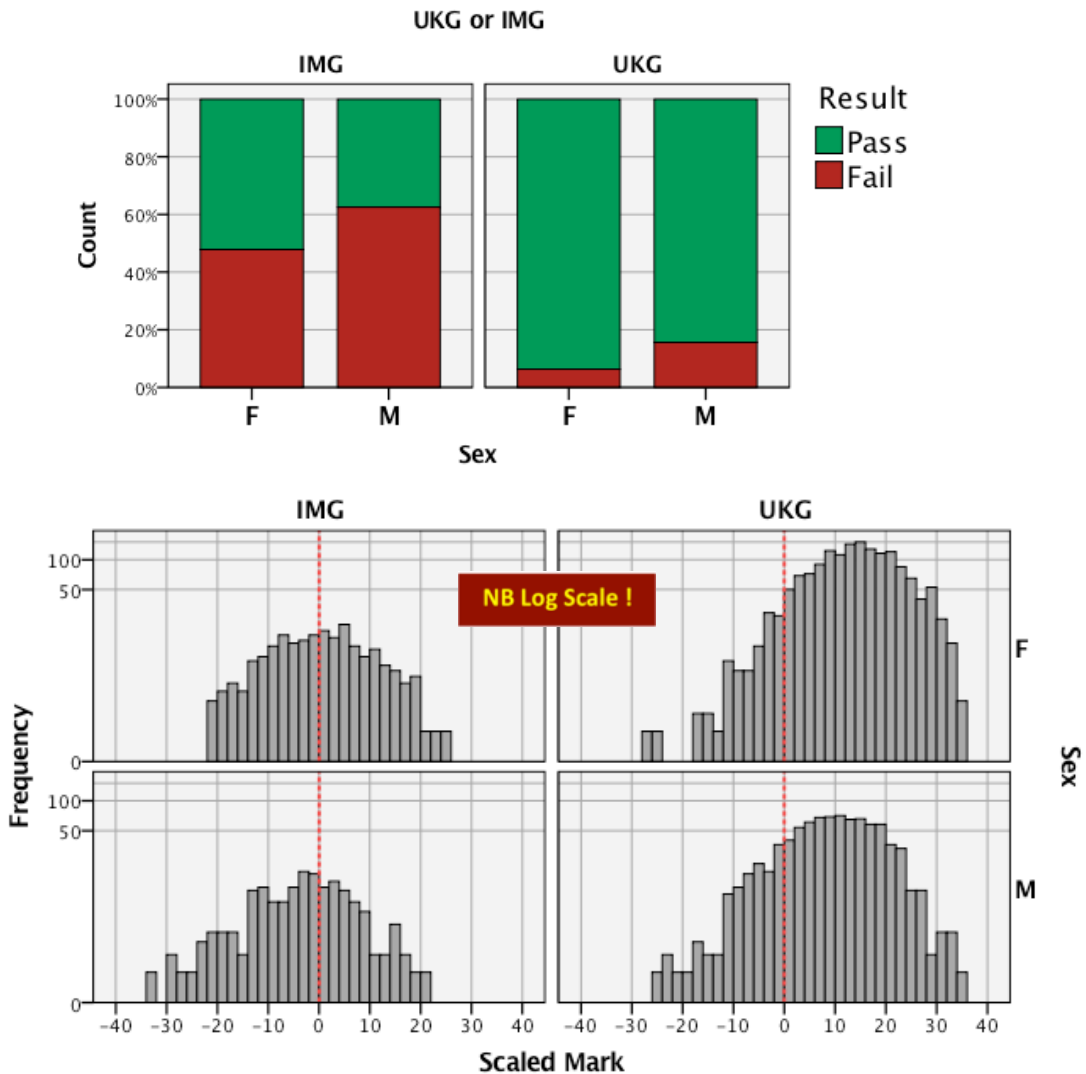 UKG or IMG
IMG UKG
Result
Pass
Fail
100%
80%
60%
40%
20%
0%
Count
F M F M
Sex
IMG UKG
NB Log Scale !
100
50
0
F
100
50
0
M
Frequency
Sex
-40 -30 -20 -10 0 10 20 30 40 -40 -30 -20 -10 0 10 20 30 40
Scaled Mark